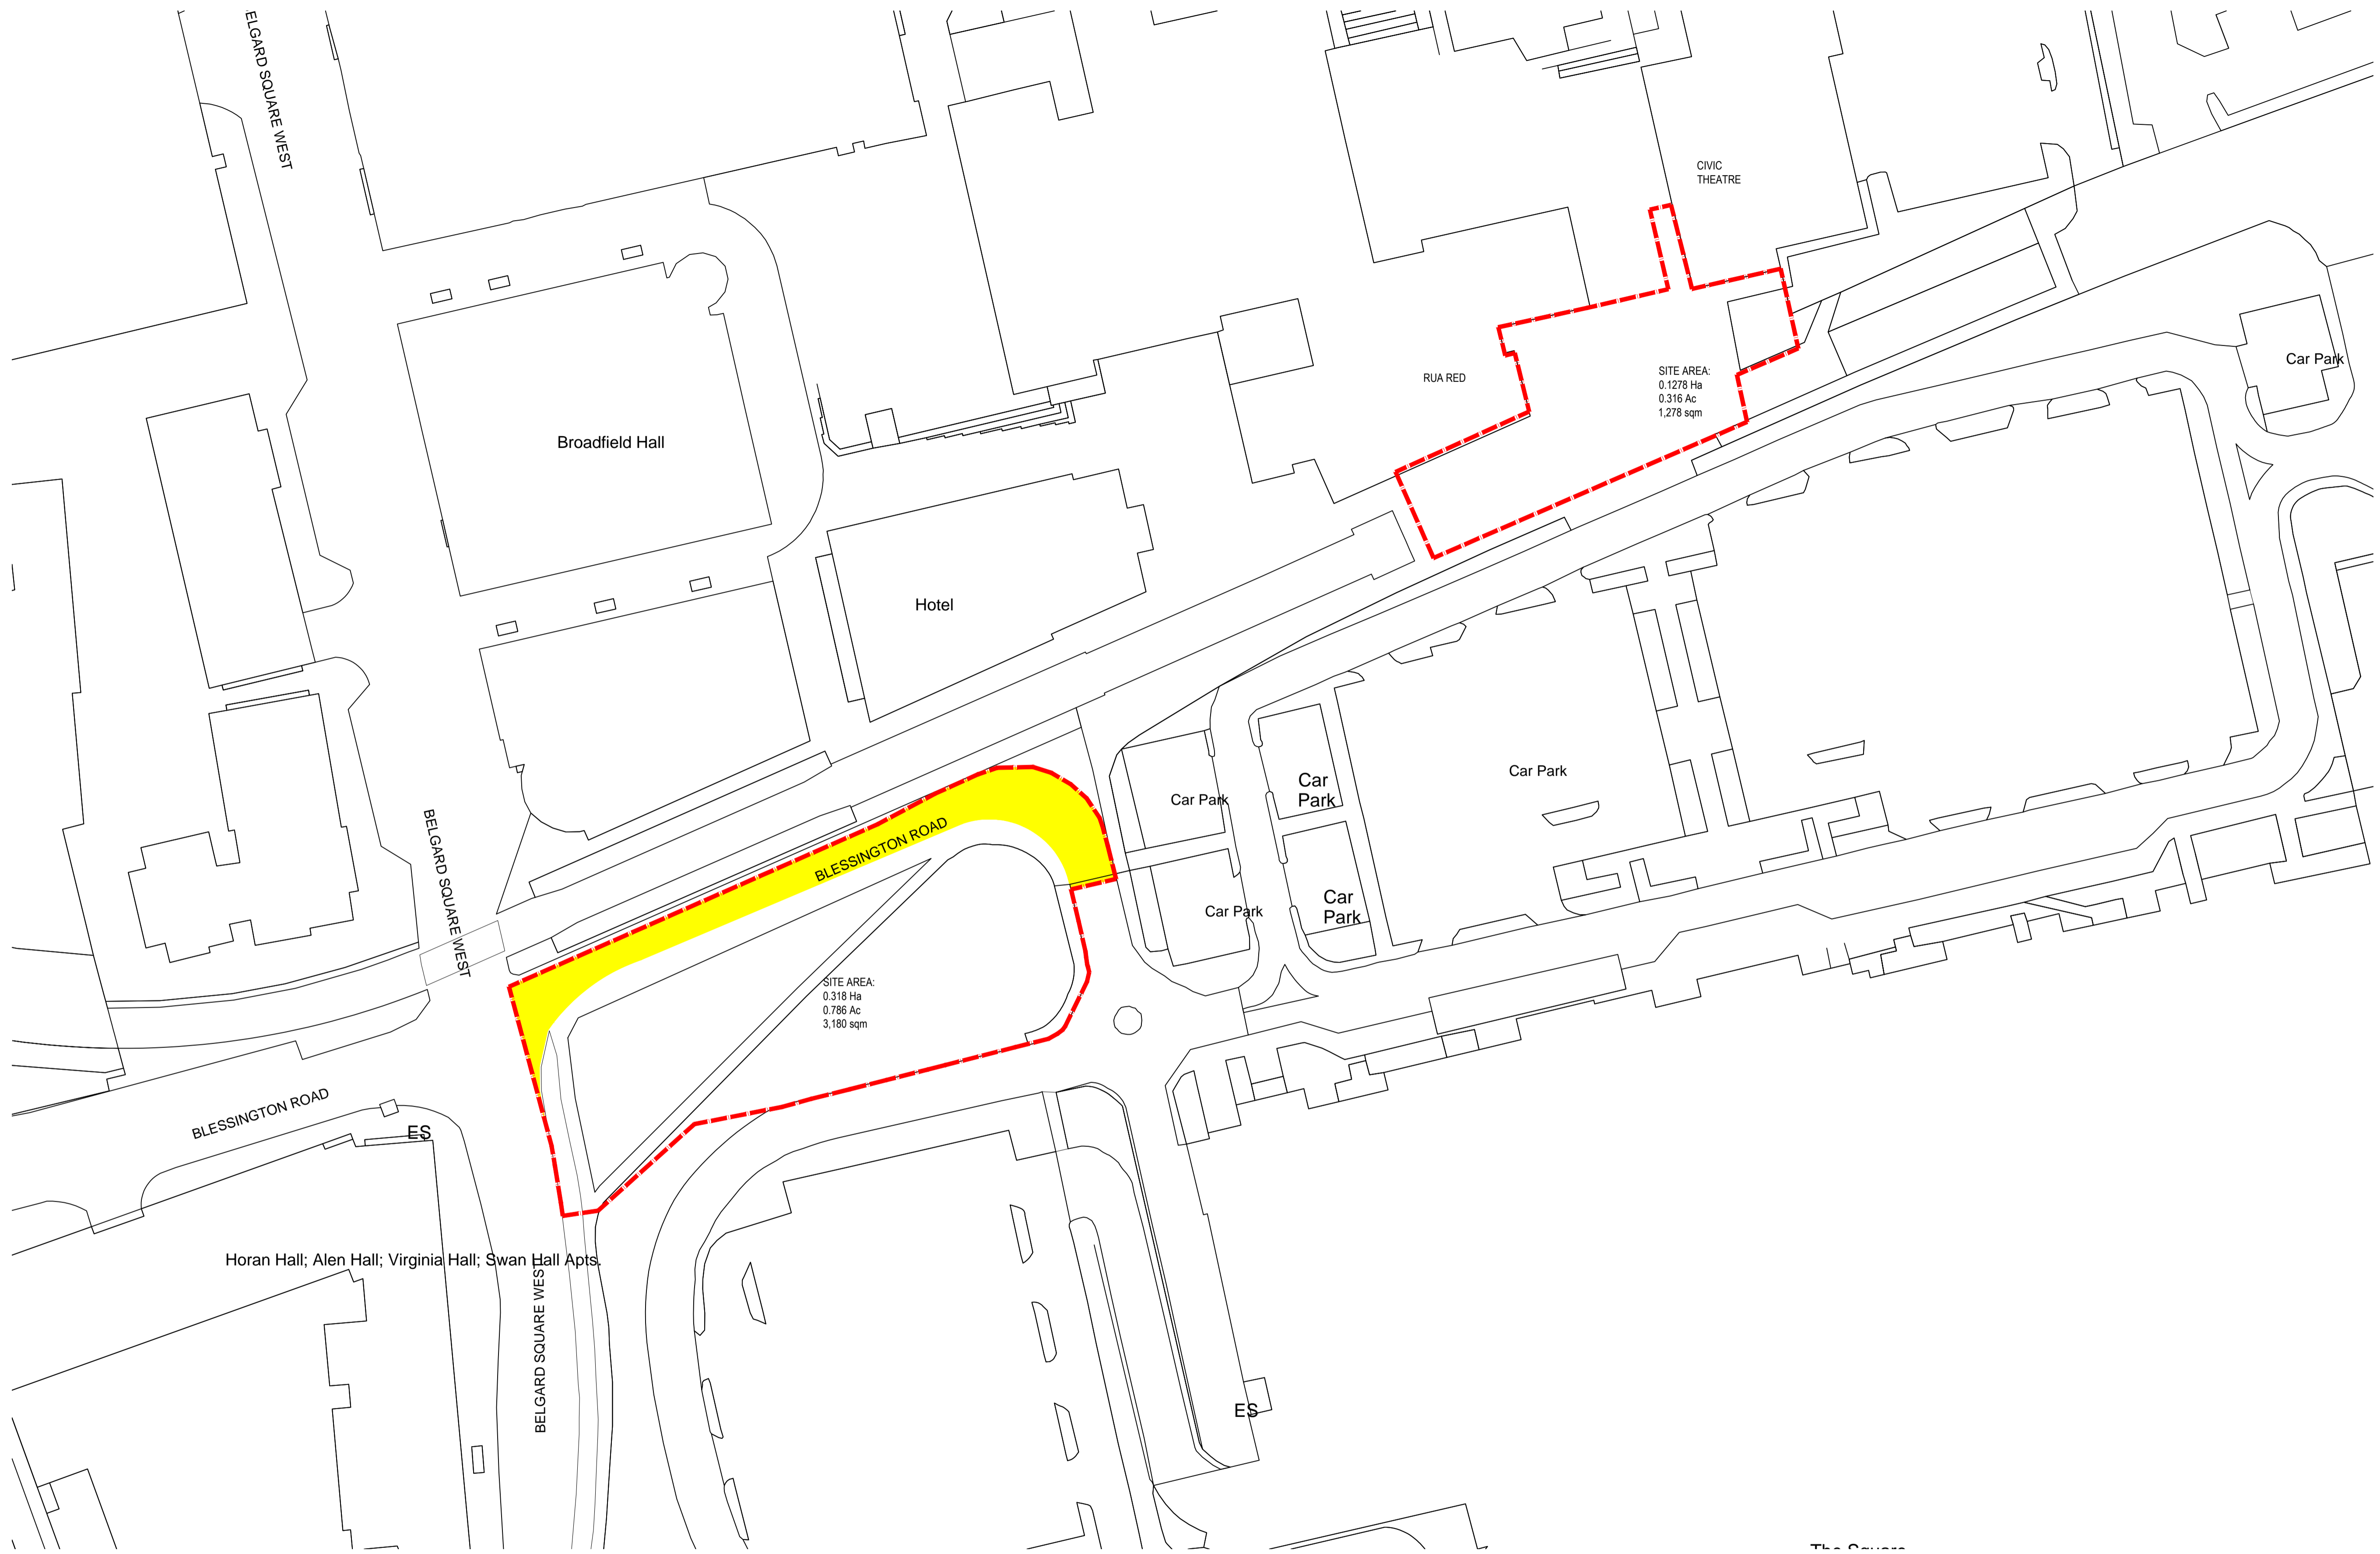 BELGARD SQUARE WEST
CIVIC
THEATRE
Car Park
SITE AREA:
0.1278 Ha
0.316 Ac
1,278 sqm
RUA RED
Broadfield Hall
Hotel
Car Park
Car
Park
Car Park
BLESSINGTON ROAD
BELGARD SQUARE WEST
Car
Park
Car Park
SITE AREA:
0.318 Ha
0.786 Ac
3,180 sqm
BLESSINGTON ROAD
ES
Horan Hall; Alen Hall; Virginia Hall; Swan Hall Apts.
BELGARD SQUARE WEST
ES
The Square